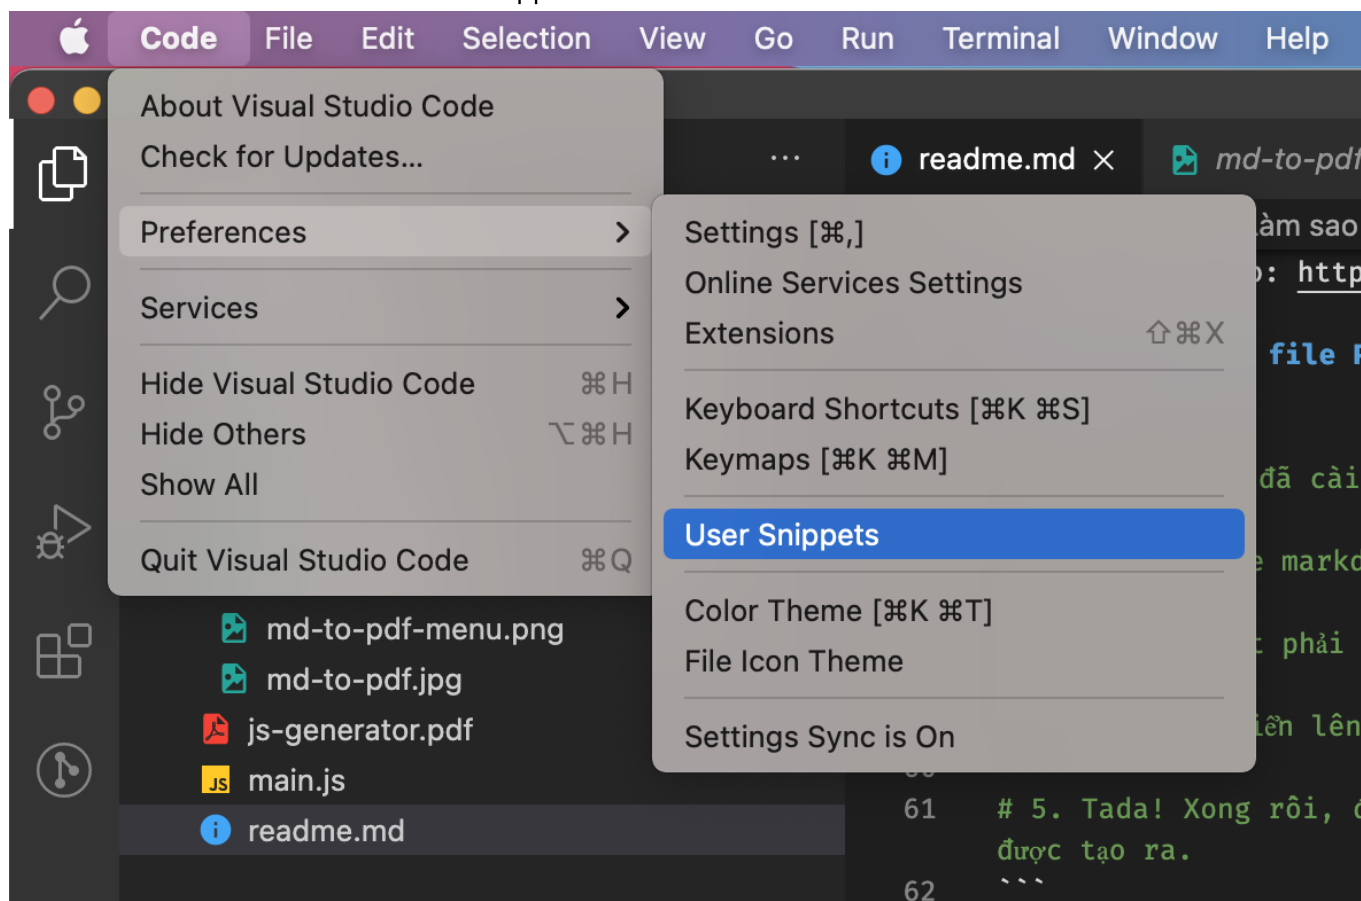 Code File Edit Selection View Go Run Terminal Window Help
About Visual Studio Code
Check for Updates...
Preferences
Services
Hide Visual Studio Code ⌘H
Hide Others ⌥⌘H
Show All
Quit Visual Studio Code ⌘Q
Settings [⌘,]
Online Services Settings
Extensions ⇧⌘X
Keyboard Shortcuts [⌘K ⌘S]
Keymaps [⌘K ⌘M]
User Snippets
Color Theme [⌘K ⌘T]
File Icon Theme
Settings Sync is On
··· readme.md × md-to-pdf
àm sao
: http
file
đã cài
mark
phải
lên
md-to-pdf-menu.png
md-to-pdf.jpg
js-generator.pdf
JS main.js
readme.md
61 # 5. Tada! Xong rồi,
được tạo ra.
62 ```